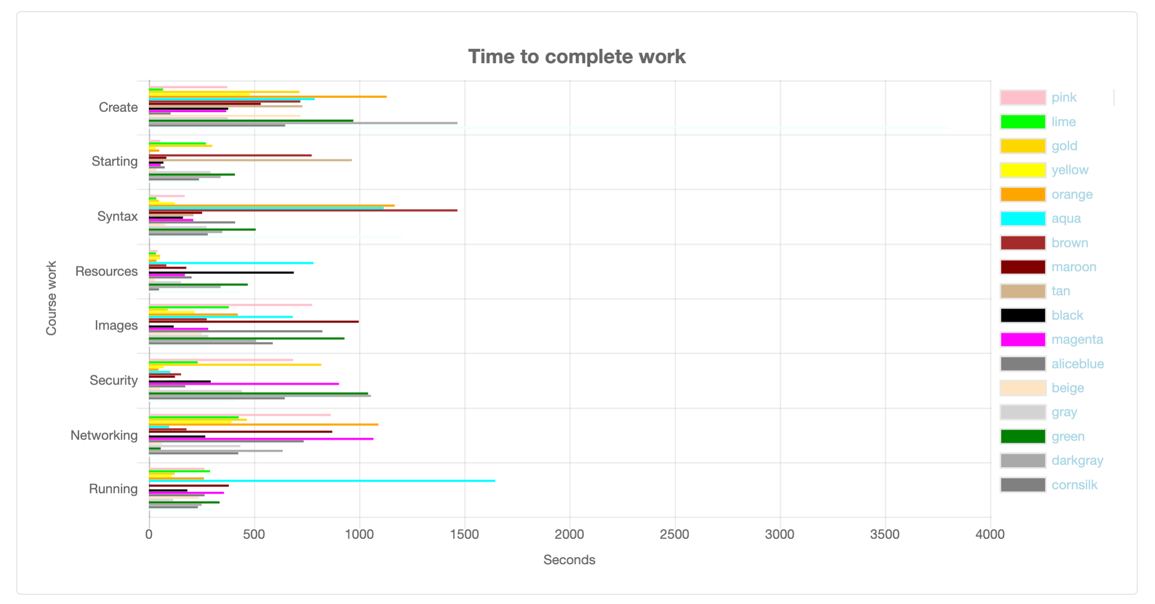 Time to complete work
Create
Starting
Syntax
Resources
Images
Security
Networking
Running
Course work
0
500
1000
1500
2000
2500
3000
3500
4000
Seconds
pink
lime
gold
yellow
orange
aqua
brown
maroon
tan
black
magenta
aliceblue
beige
gray
green
darkgray
cornsilk